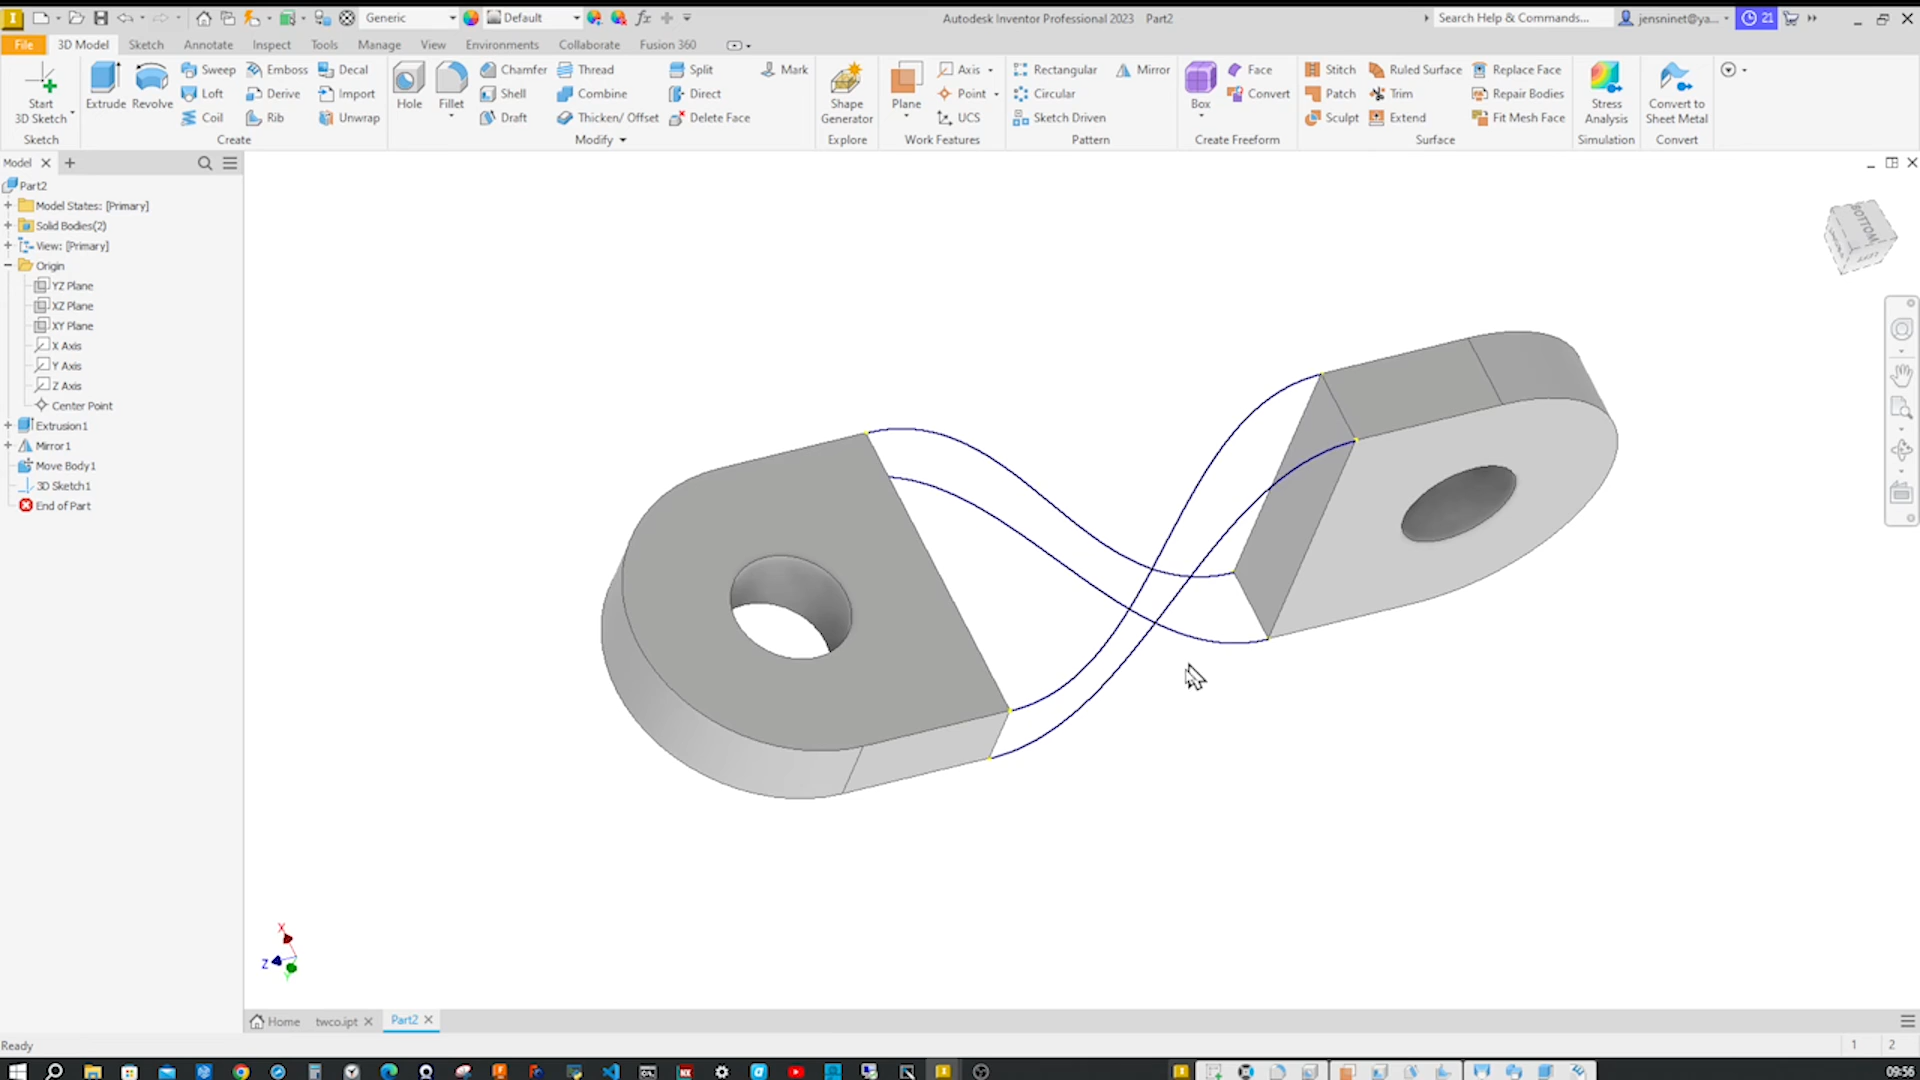 Generic Default Autodesk Inventor Professional 2023 Part2 Search Help & Commands... jensninet@ya... 21
File 3D Model Sketch Annotate Inspect Tools Manage View Environments Collaborate Fusion 360
Sweep Emboss Decal Chamfer Thread Split Mark Axis Rectangular Mirror Face Stitch Ruled Surface Replace Face
Start Extrude Revolve Loft Derive Import Hole Fillet Shell Combine Direct Shape Plane Point Circular Box Convert Patch Trim Repair Bodies Stress Convert to
3D Sketch Coil Rib Unwrap Draft Thicken/ Offset Delete Face Generator UCS Sketch Driven Sculpt Extend Fit Mesh Face Analysis Sheet Metal
Sketch Create Modify Explore Work Features Pattern Create Freeform Surface Simulation Convert
Model
Part2
Model States: [Primary]
Solid Bodies(2)
View: [Primary]
Origin
YZ Plane
XZ Plane
XY Plane
X Axis
Y Axis
Z Axis
Center Point
Extrusion1
Mirror1
Move Body1
3D Sketch1
End of Part
BOTTOM
X
Z
Y
Home twco.ipt Part2
Ready 1 2
09:56